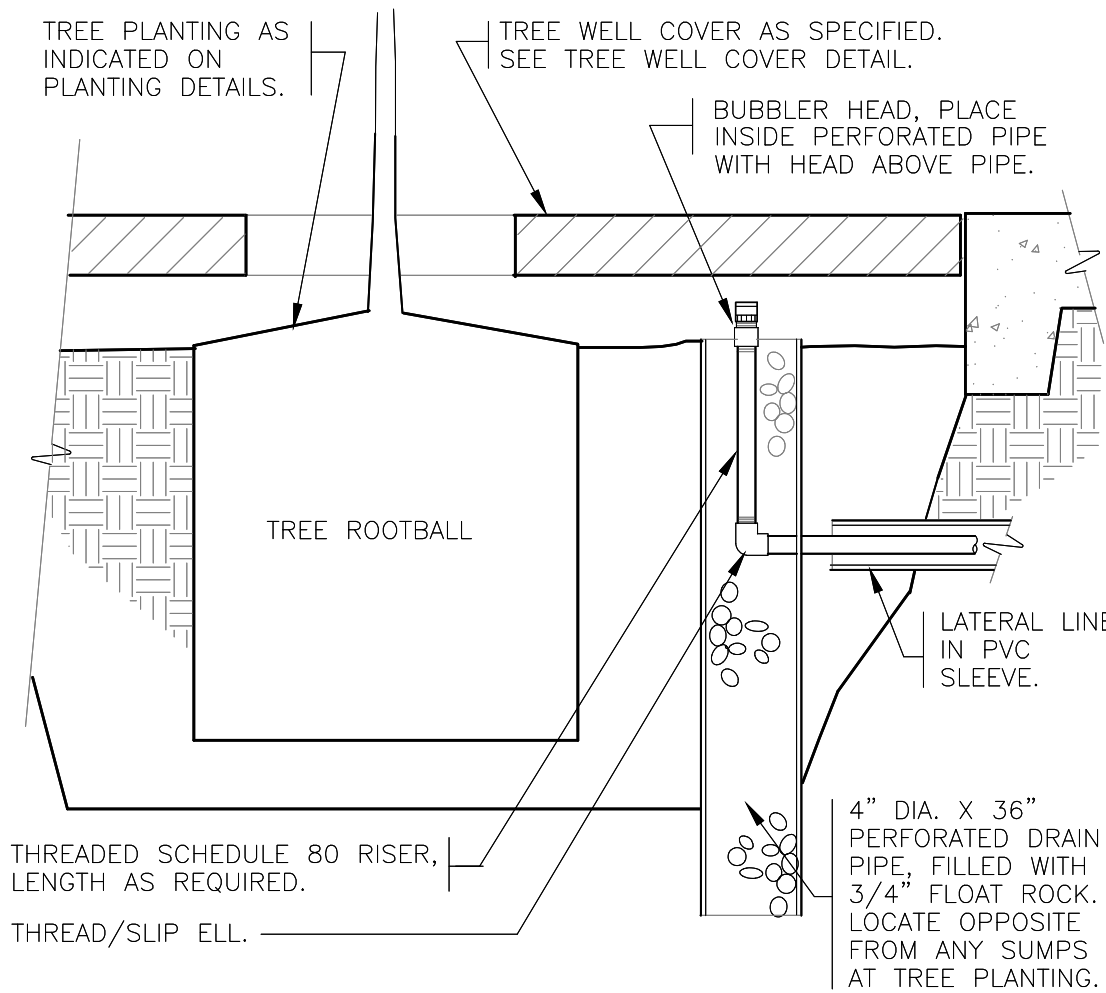 TREE PLANTING AS
INDICATED ON
PLANTING DETAILS.
TREE WELL COVER AS SPECIFIED.
SEE TREE WELL COVER DETAIL.
BUBBLER HEAD, PLACE
INSIDE PERFORATED PIPE
WITH HEAD ABOVE PIPE.
TREE ROOTBALL
LATERAL LINE
IN PVC
SLEEVE.
THREADED SCHEDULE 80 RISER,
LENGTH AS REQUIRED.
THREAD/SLIP ELL.
4" DIA. X 36"
PERFORATED DRAIN
PIPE, FILLED WITH
3/4" FLOAT ROCK.
LOCATE OPPOSITE
FROM ANY SUMPS
AT TREE PLANTING.